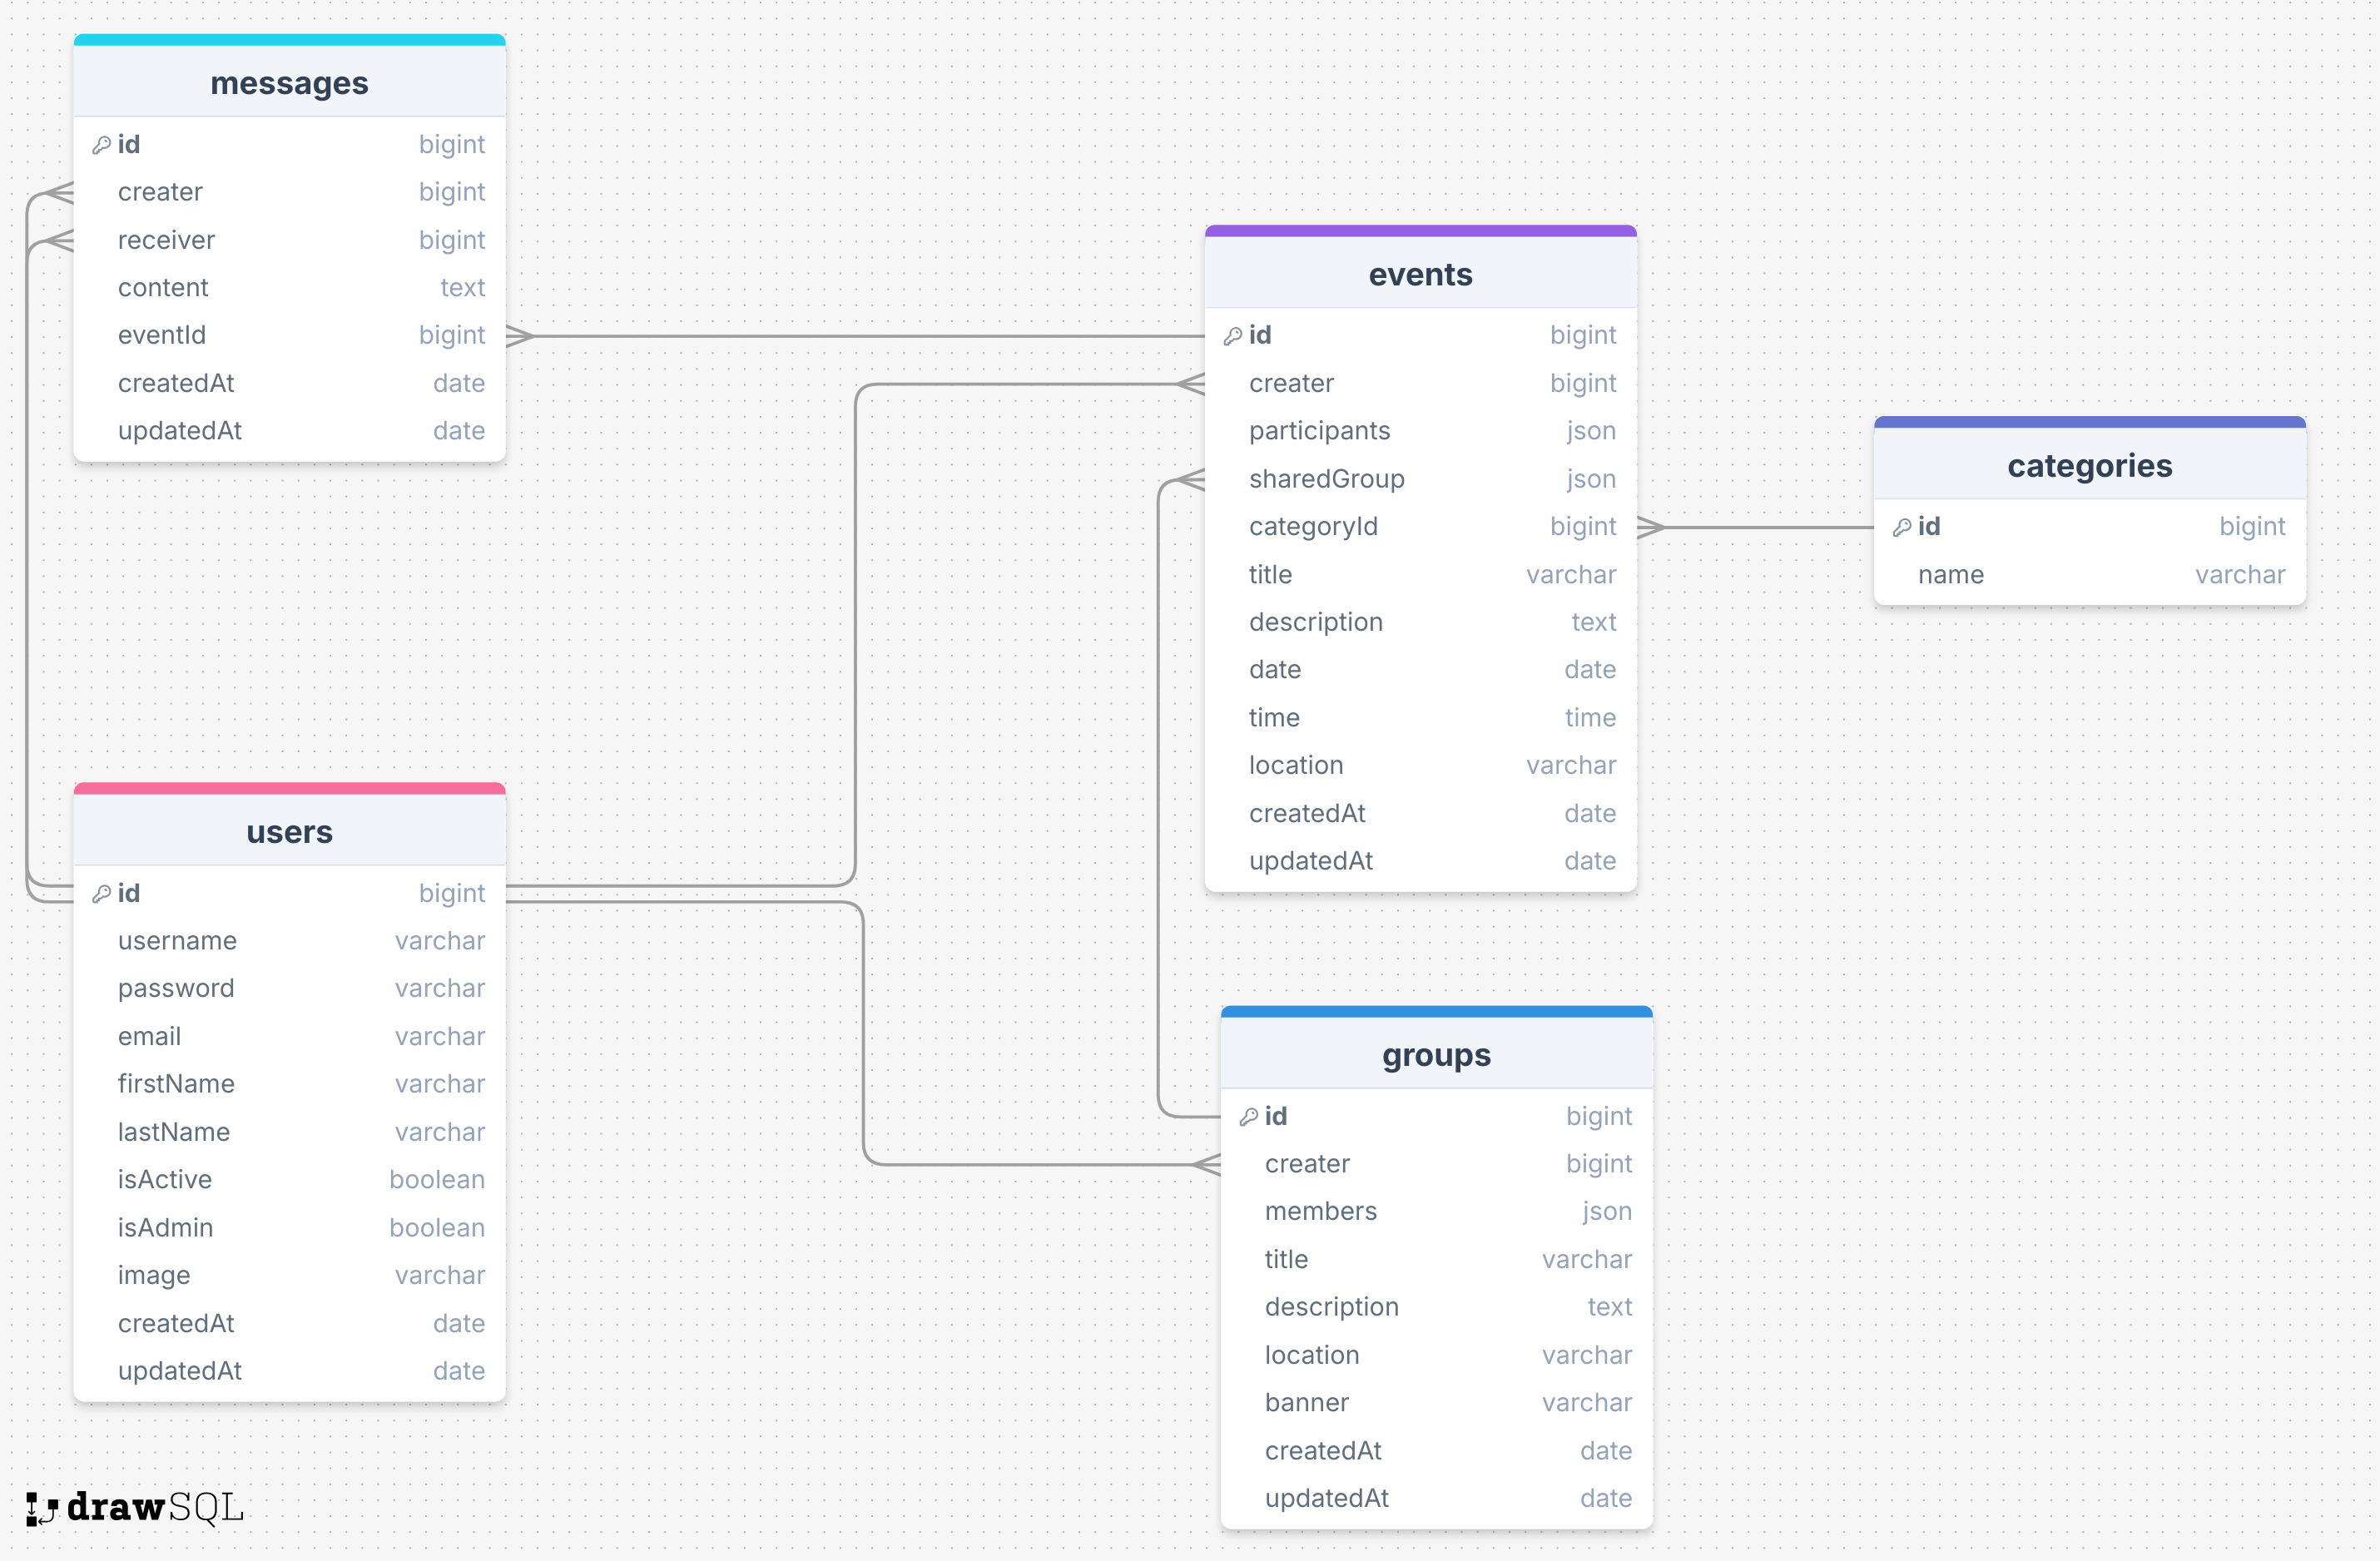 messages
id bigint
creater bigint
receiver bigint
content text
eventId bigint
createdAt date
updatedAt date
events
id bigint
creater bigint
participants json
sharedGroup json
categoryId bigint
title varchar
description text
date date
time time
location varchar
createdAt date
updatedAt date
categories
id bigint
name varchar
users
id bigint
username varchar
password varchar
email varchar
firstName varchar
lastName varchar
isActive boolean
isAdmin boolean
image varchar
createdAt date
updatedAt date
groups
id bigint
creater bigint
members json
title varchar
description text
location varchar
banner varchar
createdAt date
updatedAt date
drawSQL